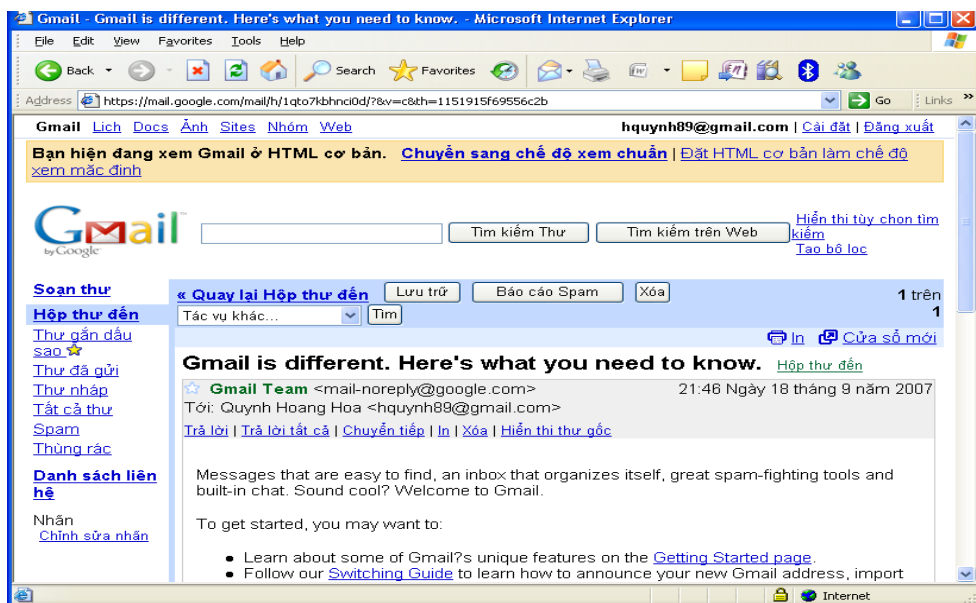 Gmail - Gmail is different. Here's what you need to know. - Microsoft Internet Explorer
File Edit View Favorites Tools Help
Back Search Favorites
Address https://mail.google.com/mail/h/1qto7kbhnci0d/?&v=c&th=1151915f69556c2b Go Links »
Gmail Lich Docs Ảnh Sites Nhóm Web hquynh89@gmail.com | Cài đăt | Đăng xuất
Bạn hiện đang xem Gmail ở HTML cơ bản. Chuyển sang chế độ xem chuẩn | Đặt HTML cơ bản làm chế độ
xem măc đinh
Gmail by Google ™ Tìm kiếm Thư Tìm kiếm trên Web Hiển thi tùy chon tìm
kiếm
Tao bô loc
Soạn thư
« Quay lại Hộp thư đến Lưu trữ Báo cáo Spam Xóa 1 trên
1
Hộp thư đến
Tác vụ khác... Tìm
Thư gắn dấu
sao
In Cửa sổ mới
Thư đã gửi
Thư nháp
Tất cả thư
Spam
Thùng rác
Danh sách liên
hệ
Nhãn
Chỉnh sửa nhãn
Gmail is different. Here's what you need to know. Hộp thư đến
Gmail Team <mail-noreply@google.com> 21:46 Ngày 18 tháng 9 năm 2007
Tới: Quynh Hoang Hoa <hquynh89@gmail.com>
Trả lời | Trả lời tất cả | Chuyển tiếp | In | Xóa | Hiển thi thư gốc
Messages that are easy to find, an inbox that organizes itself, great spam-fighting tools and
built-in chat. Sound cool? Welcome to Gmail.
To get started, you may want to:
• Learn about some of Gmail?s unique features on the Getting Started page.
• Follow our Switching Guide to learn how to announce your new Gmail address, import
Internet